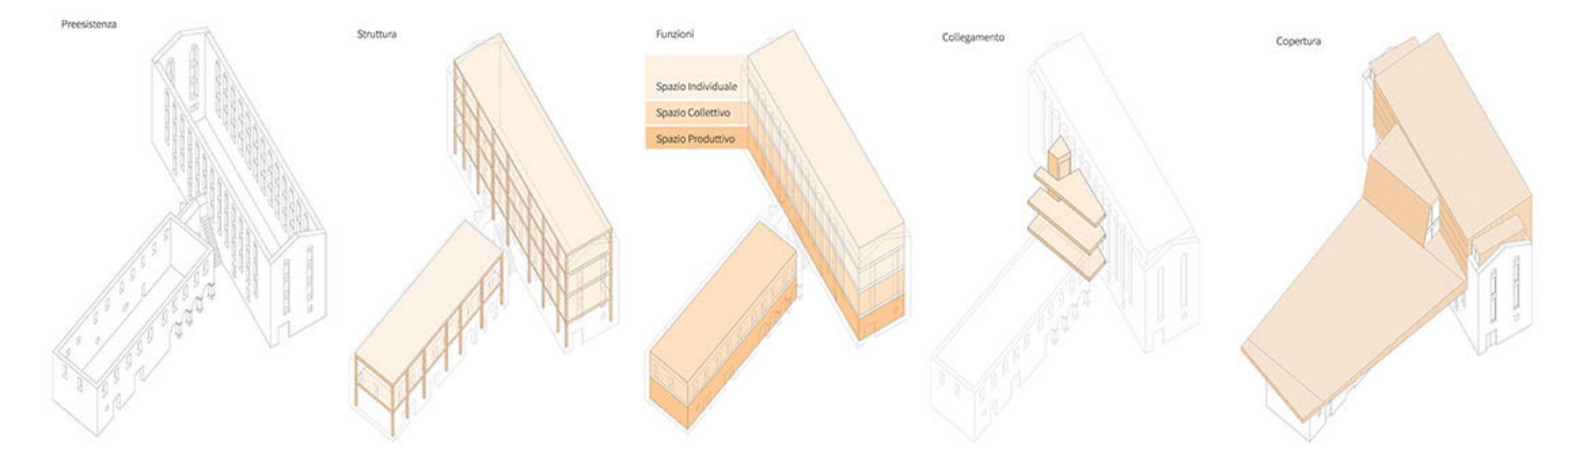 Preesistenza
Struttura
Funzioni
Spazio Individuale
Spazio Collettivo
Spazio Produttivo
Collegamento
Copertura